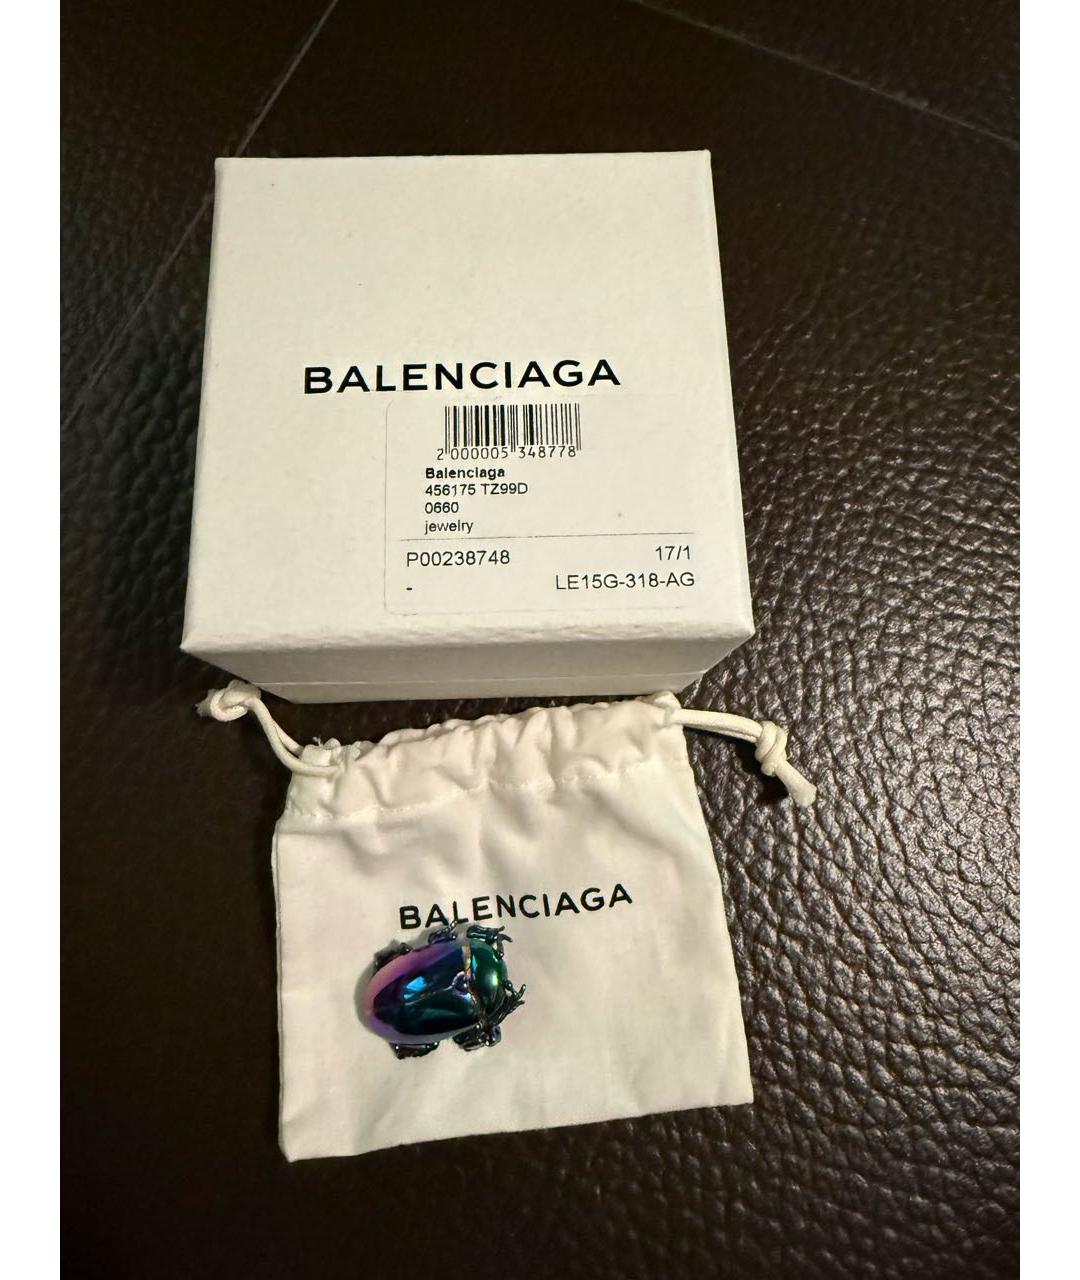 BALENCIAGA
2 000005 348778
Balenciaga
456175 TZ99D
0660
jewelry
P00238748 17/1
- LE15G-318-AG
BALENCIAGA